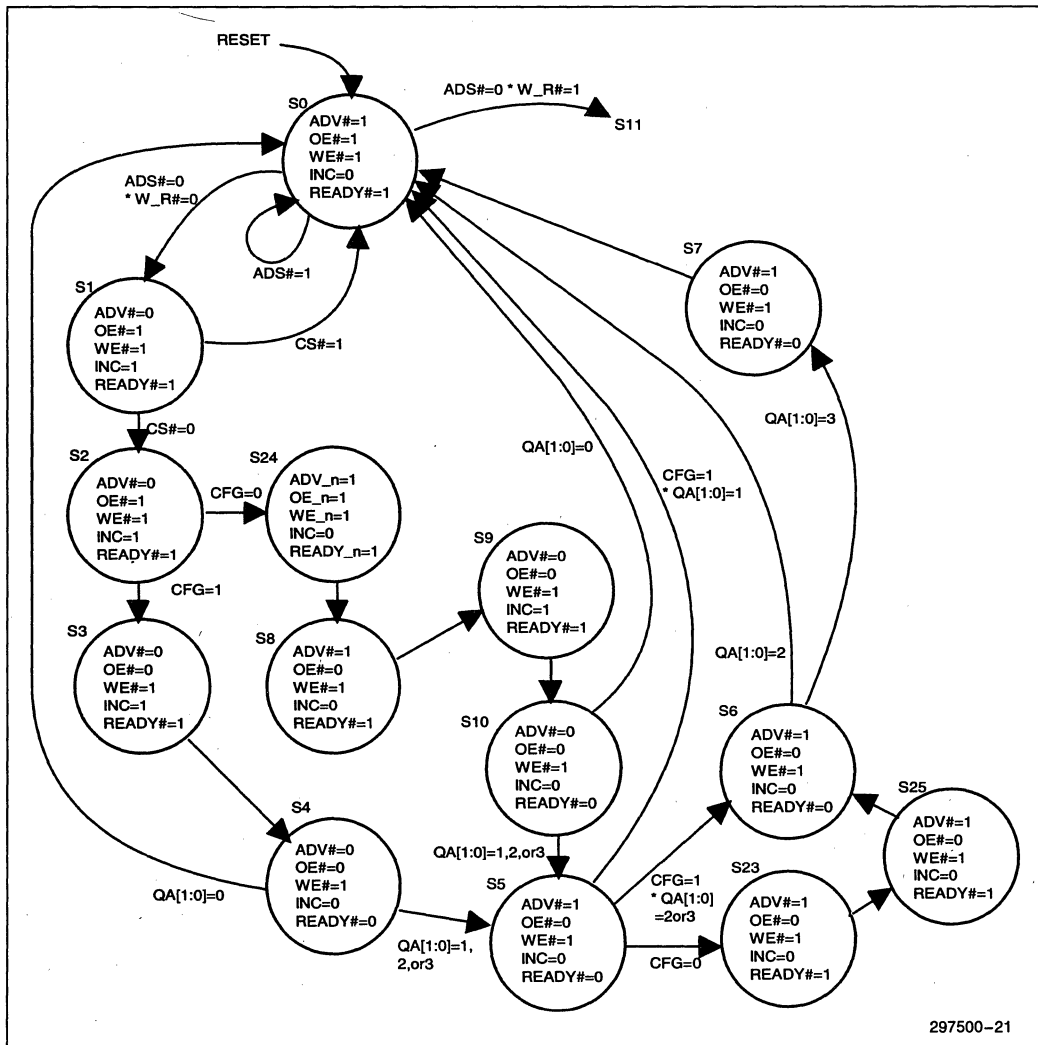 RESET
S0
ADV#=1
OE#=1
WE#=1
INC=0
READY#=1
ADS#=0 * W_R#=1
S11
ADS#=0
* W_R#=0
ADS#=1
S1
ADV#=0
OE#=1
WE#=1
INC=1
READY#=1
CS#=1
CS#=0
S7
ADV#=1
OE#=0
WE#=1
INC=0
READY#=0
S2
ADV#=0
OE#=1
WE#=1
INC=1
READY#=1
CFG=0
S24
ADV_n=1
OE_n=1
WE_n=1
INC=0
READY_n=1
QA[1:0]=0
CFG=1
* QA[1:0]=1
QA[1:0]=3
CFG=1
S9
ADV#=0
OE#=0
WE#=1
INC=1
READY#=1
S3
ADV#=0
OE#=0
WE#=1
INC=1
READY#=1
S8
ADV#=1
OE#=0
WE#=1
INC=0
READY#=1
QA[1:0]=2
S10
ADV#=0
OE#=0
WE#=1
INC=0
READY#=0
S6
ADV#=1
OE#=0
WE#=1
INC=0
READY#=0
S4
ADV#=0
OE#=0
WE#=1
INC=0
READY#=0
QA[1:0]=0
QA[1:0]=1,
2,or3
QA[1:0]=1,2,or3
S5
ADV#=1
OE#=0
WE#=1
INC=0
READY#=0
CFG=1
* QA[1:0]
=2or3
CFG=0
S23
ADV#=1
OE#=0
WE#=1
INC=0
READY#=1
S25
ADV#=1
OE#=0
WE#=1
INC=0
READY#=1
297500-21